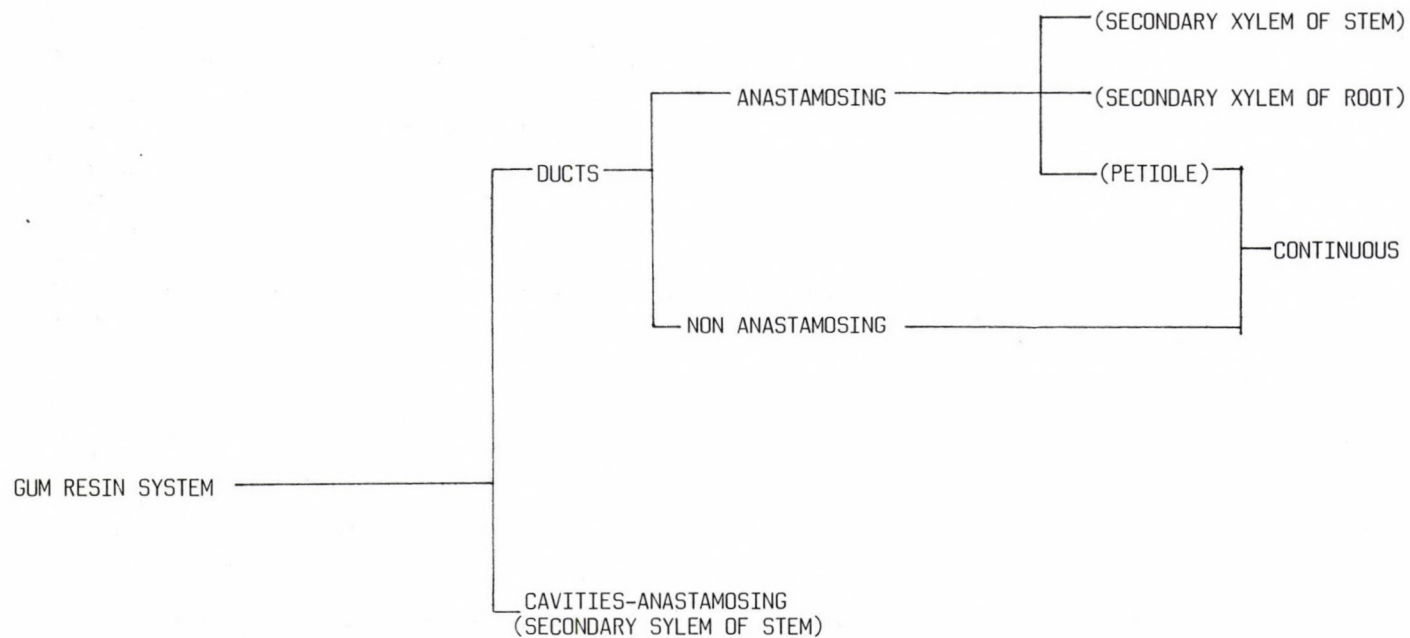 (SECONDARY XYLEM OF STEM)
ANASTAMOSING
(SECONDARY XYLEM OF ROOT)
DUCTS
(PETIOLE)
CONTINUOUS
NON ANASTAMOSING
GUM RESIN SYSTEM
CAVITIES-ANASTAMOSING
(SECONDARY SYLEM OF STEM)